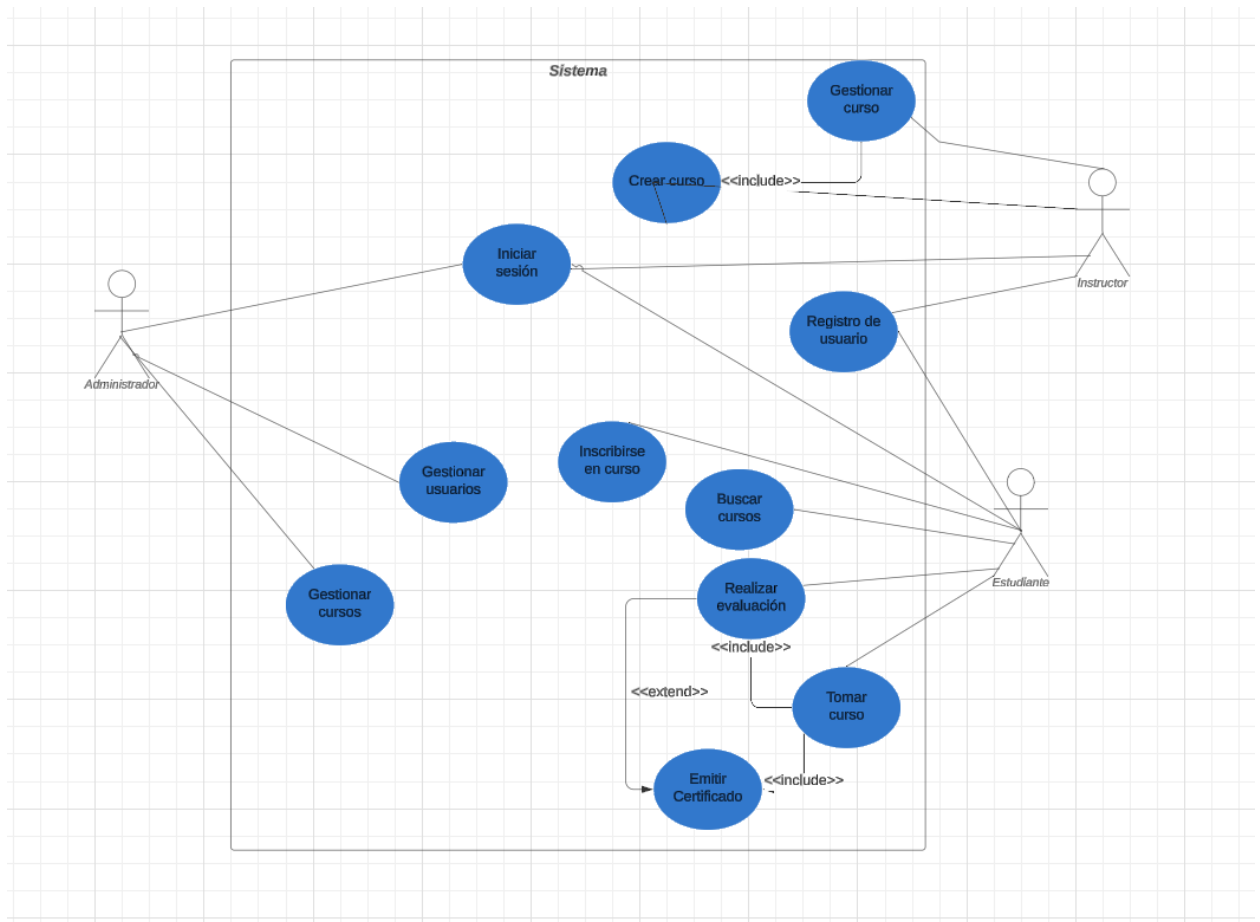 Sistema
Gestionar
curso
Crear curso
<<include>>
Iniciar
sesión
Instructor
Registro de
usuario
Administrador
Inscribirse
en curso
Gestionar
usuarios
Buscar
cursos
Estudiante
Realizar
evaluación
Gestionar
cursos
<<include>>
<<extend>>
Tomar
curso
Emitir
Certificado
<<include>>